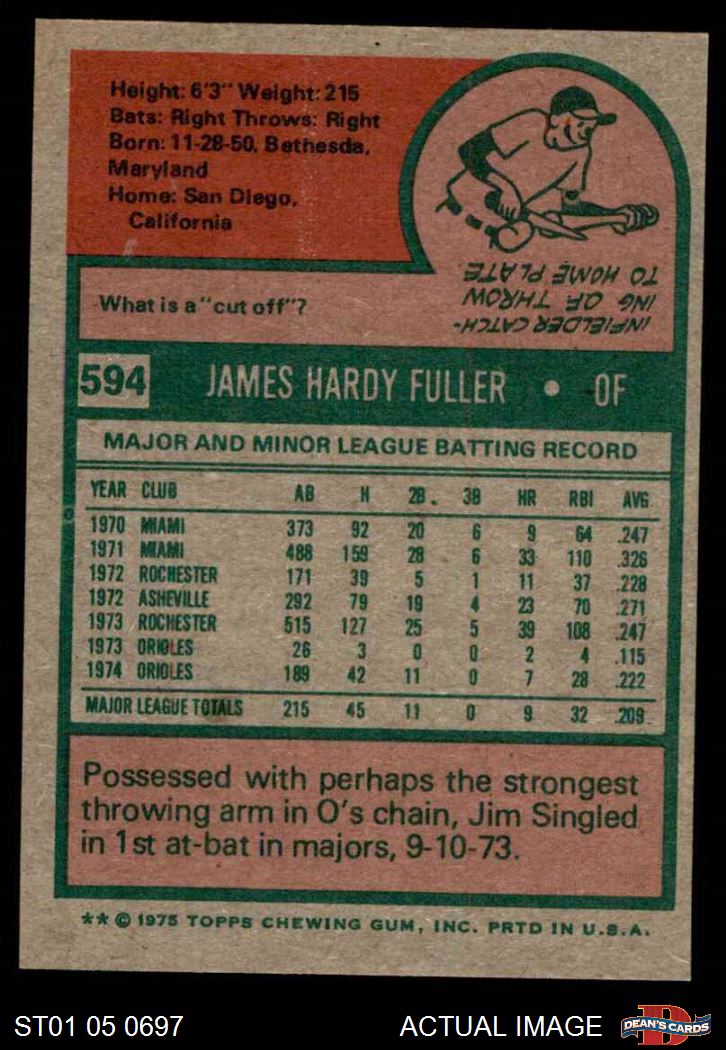 Height: 6'3" Weight: 215
Bats: Right Throws: Right
Born: 11-28-50, Bethesda,
Maryland
Home: San Diego,
California
What is a "cut off"?
INFIELDER CATCH-
ING OF THROW
TO HOME PLATE.
594 JAMES HARDY FULLER • OF
MAJOR AND MINOR LEAGUE BATTING RECORD
YEAR CLUB AB H 2B. 3B HR RBI AVG
1970 MIAMI 373 92 20 6 9 64 .247
1971 MIAMI 488 159 28 6 33 110 .326
1972 ROCHESTER 171 39 5 1 11 37 .228
1972 ASHEVILLE 292 79 19 4 23 70 .271
1973 ROCHESTER 515 127 25 5 39 108 .247
1973 ORIOLES 26 3 0 0 2 4 .115
1974 ORIOLES 189 42 11 0 7 28 .222
MAJOR LEAGUE TOTALS 215 45 11 0 9 32 .209
Possessed with perhaps the strongest
throwing arm in O's chain, Jim Singled
in 1st at-bat in majors, 9-10-73.
** © 1975 TOPPS CHEWING GUM, INC. PRTD IN U.S.A.
ST01 05 0697 ACTUAL IMAGE D DEAN'S CARDS